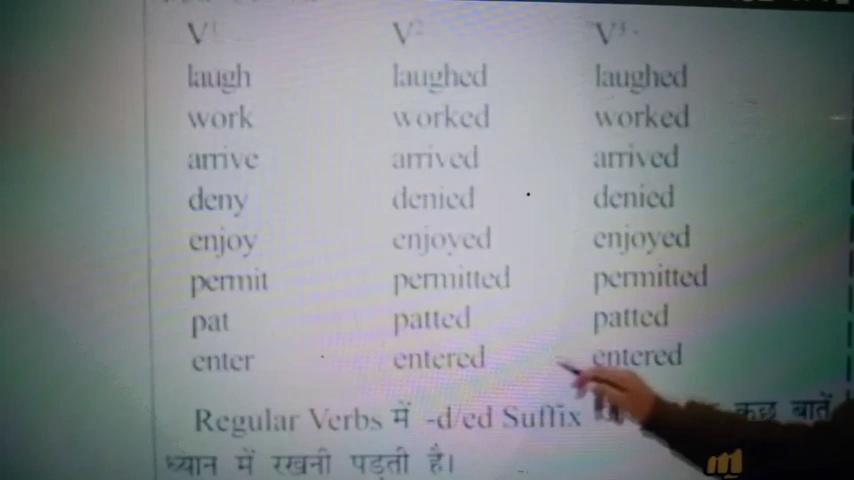 V¹ V² V³
laugh laughed laughed
work worked worked
arrive arrived arrived
deny denied denied
enjoy enjoyed enjoyed
permit permitted permitted
pat patted patted
enter entered entered
Regular Verbs में -d/ed Suffix कुछ बातें
ध्यान में रखनी पड़ती है।